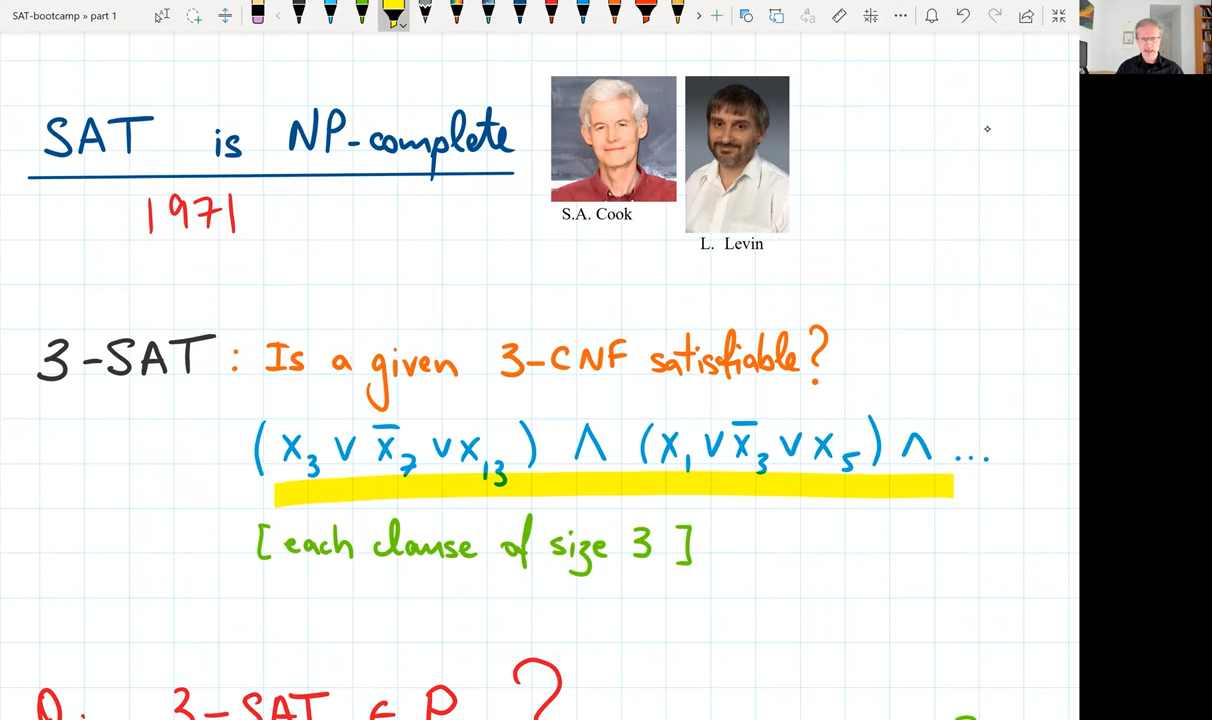 SAT-bootcamp » part 1
SAT is NP-complete
1971
S.A. Cook
L. Levin
3-SAT: Is a given 3-CNF satisfiable?
(x₃ ∨ x̅₇ ∨ x₁₃) ∧ (x₁ ∨ x̅₃ ∨ x₅) ∧ ...
[each clause of size 3]
Q: 3-SAT ∈ P ?